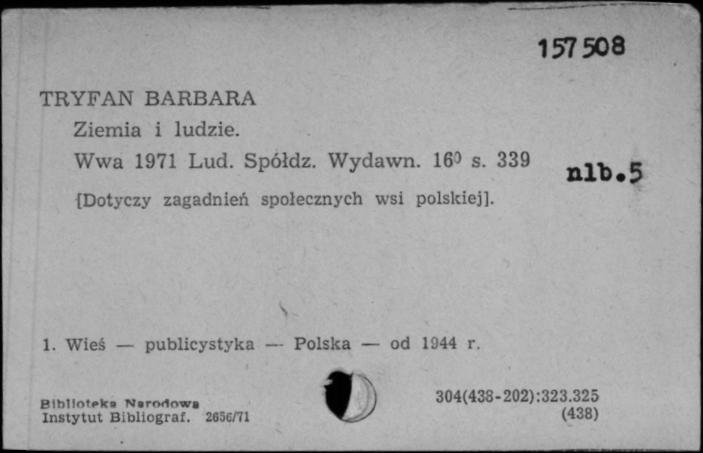 157508
TRYFAN BARBARA
Ziemia i ludzie.
Wwa 1971 Lud. Spółdz. Wydawn. 16⁰ s. 339
nlb.5
[Dotyczy zagadnień społecznych wsi polskiej].
1. Wieś — publicystyka — Polska — od 1944 r.
Biblioteka Narodowa
Instytut Bibliograf. 2656/71
304(438-202):323.325
(438)